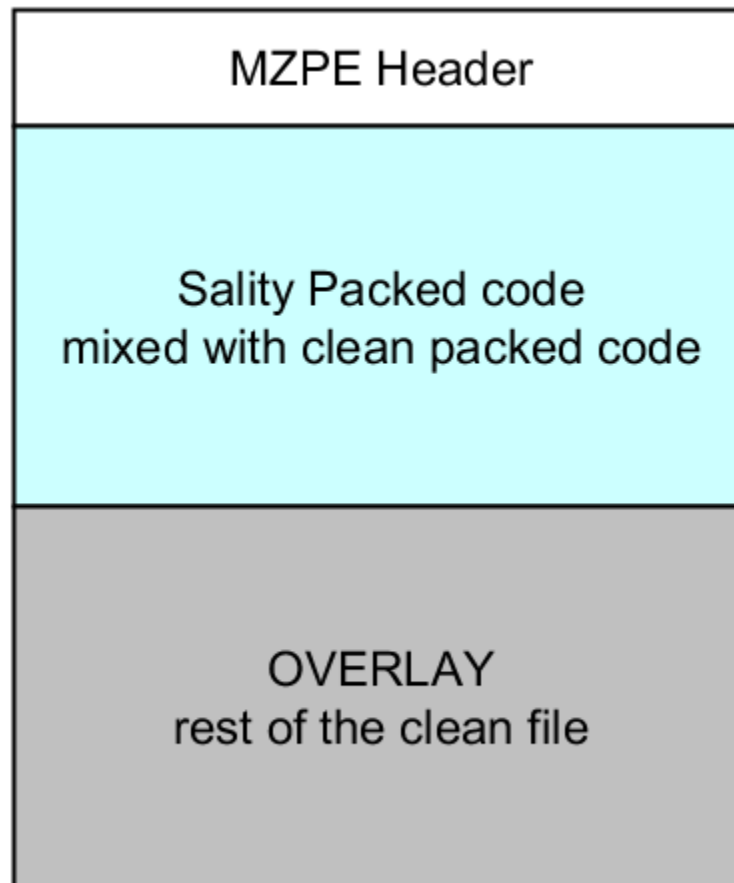 MZPE Header
Sality Packed code
mixed with clean packed code
OVERLAY
rest of the clean file